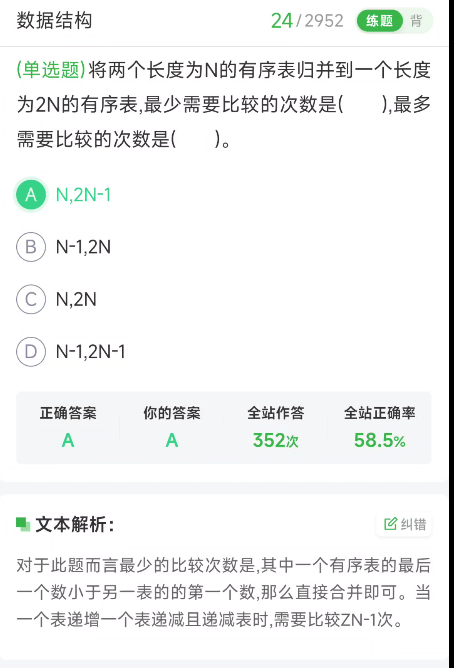 数据结构 24/2952 练题 背
(单选题)将两个长度为N的有序表归并到一个长度
为2N的有序表,最少需要比较的次数是( ),最多
需要比较的次数是( )。
A N,2N-1
B N-1,2N
C N,2N
D N-1,2N-1
正确答案 你的答案 全站作答 全站正确率
A A 352次 58.5%
文本解析: 纠错
对于此题而言最少的比较次数是,其中一个有序表的最后
一个数小于另一表的的第一个数,那么直接合并即可。当
一个表递增一个表递减且递减表时,需要比较ZN-1次。